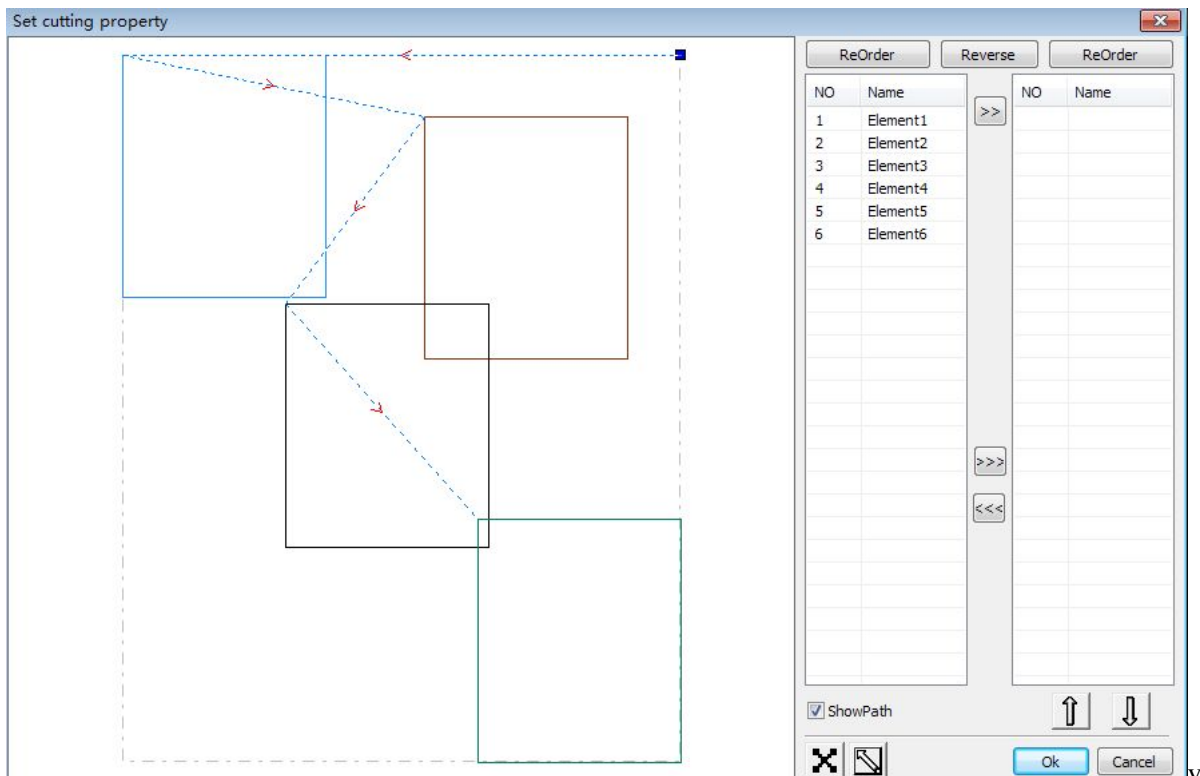 Set cutting property
ReOrder Reverse ReOrder
NO Name >> NO Name
1 Element1
2 Element2
3 Element3
4 Element4
5 Element5
6 Element6
>>>
<<<
ShowPath
Ok Cancel